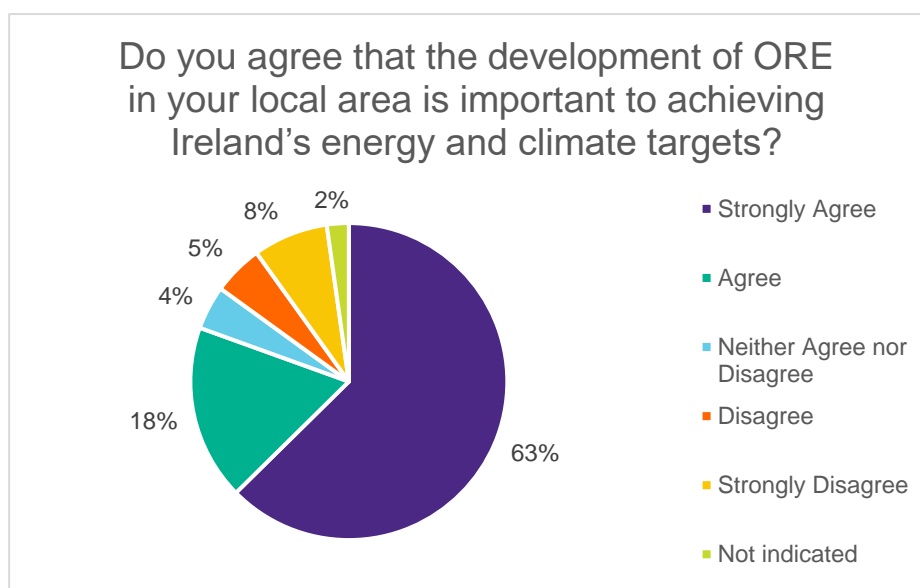 Do you agree that the development of ORE
in your local area is important to achieving
Ireland’s energy and climate targets?
2%
8%
5%
4%
18%
63%
Strongly Agree
Agree
Neither Agree nor
Disagree
Disagree
Strongly Disagree
Not indicated